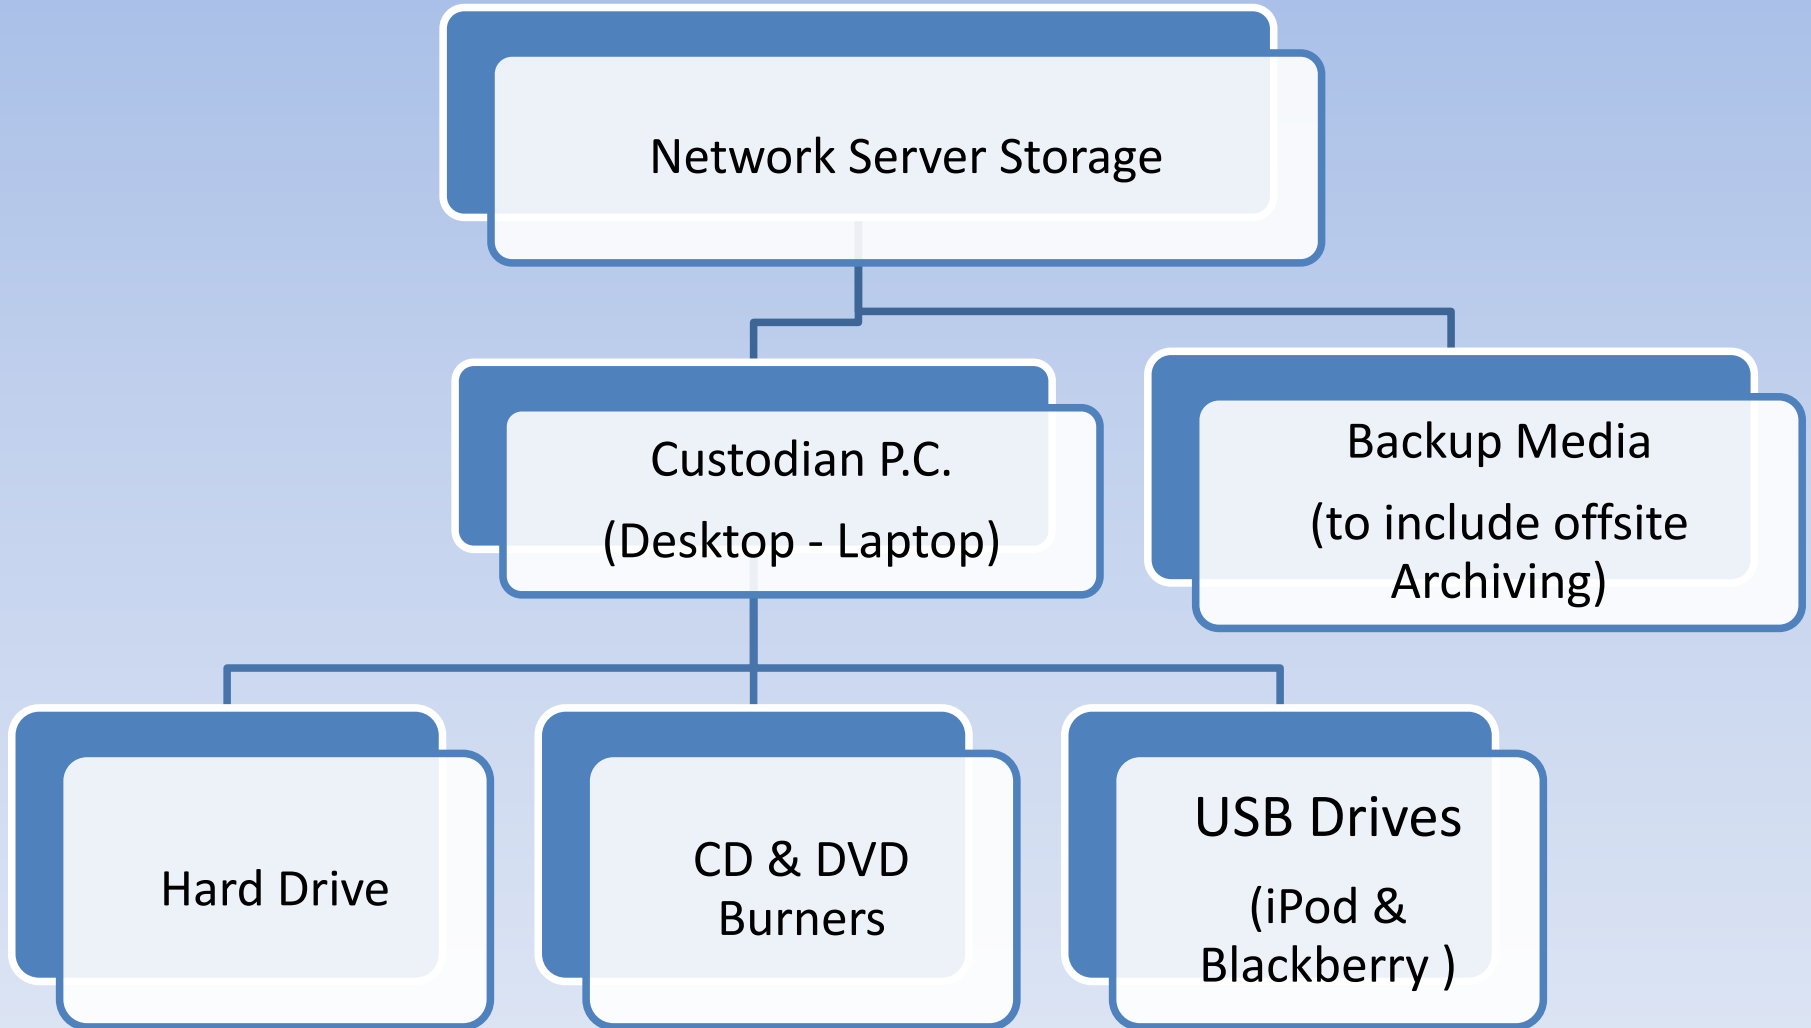 Network Server Storage
Custodian P.C.
(Desktop - Laptop)
Backup Media
(to include offsite
Archiving)
Hard Drive
CD & DVD
Burners
USB Drives
(iPod &
Blackberry )